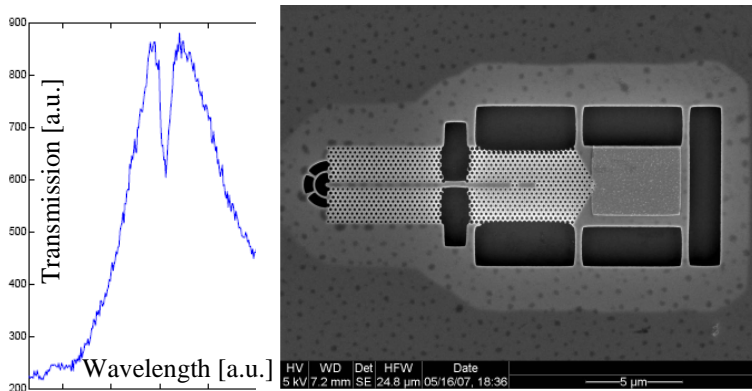 900
800
700
600
500
400
300
200
Transmission [a.u.]
Wavelength [a.u.]
HV WD Det HFW Date
5 kV 7.2 mm SE 24.8 µm 05/16/07, 18:36 5 µm